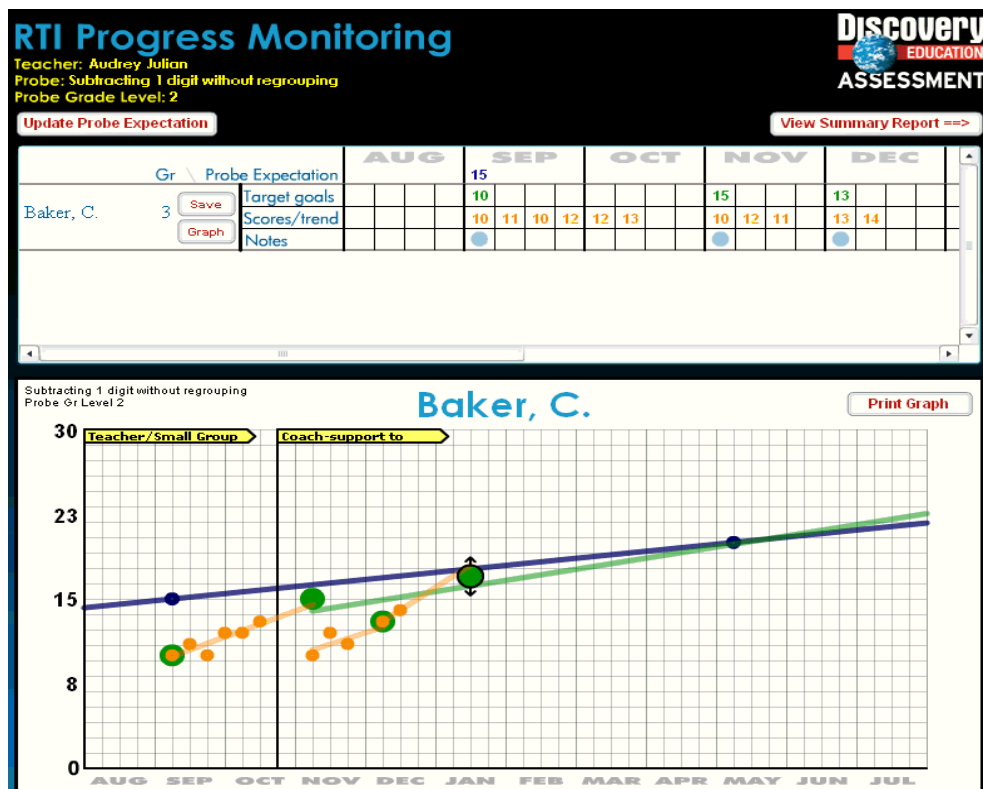 RTI Progress Monitoring
Discovery
EDUCATION
ASSESSMENT
Teacher: Audrey Julian
Probe: Subtracting 1 digit without regrouping
Probe Grade Level: 2
Update Probe Expectation
View Summary Report ==>
AUG SEP OCT NOV DEC
Gr \ Probe Expectation 15
Target goals 10 15 13
Baker, C. 3 Save
Scores/trend 10 11 10 12 12 13 10 12 11 13 14
Graph
Notes
Subtracting 1 digit without regrouping
Probe Gr Level 2
Baker, C.
Print Graph
30
Teacher/Small Group Coach-support to
23
15
8
0
AUG SEP OCT NOV DEC JAN FEB MAR APR MAY JUN JUL